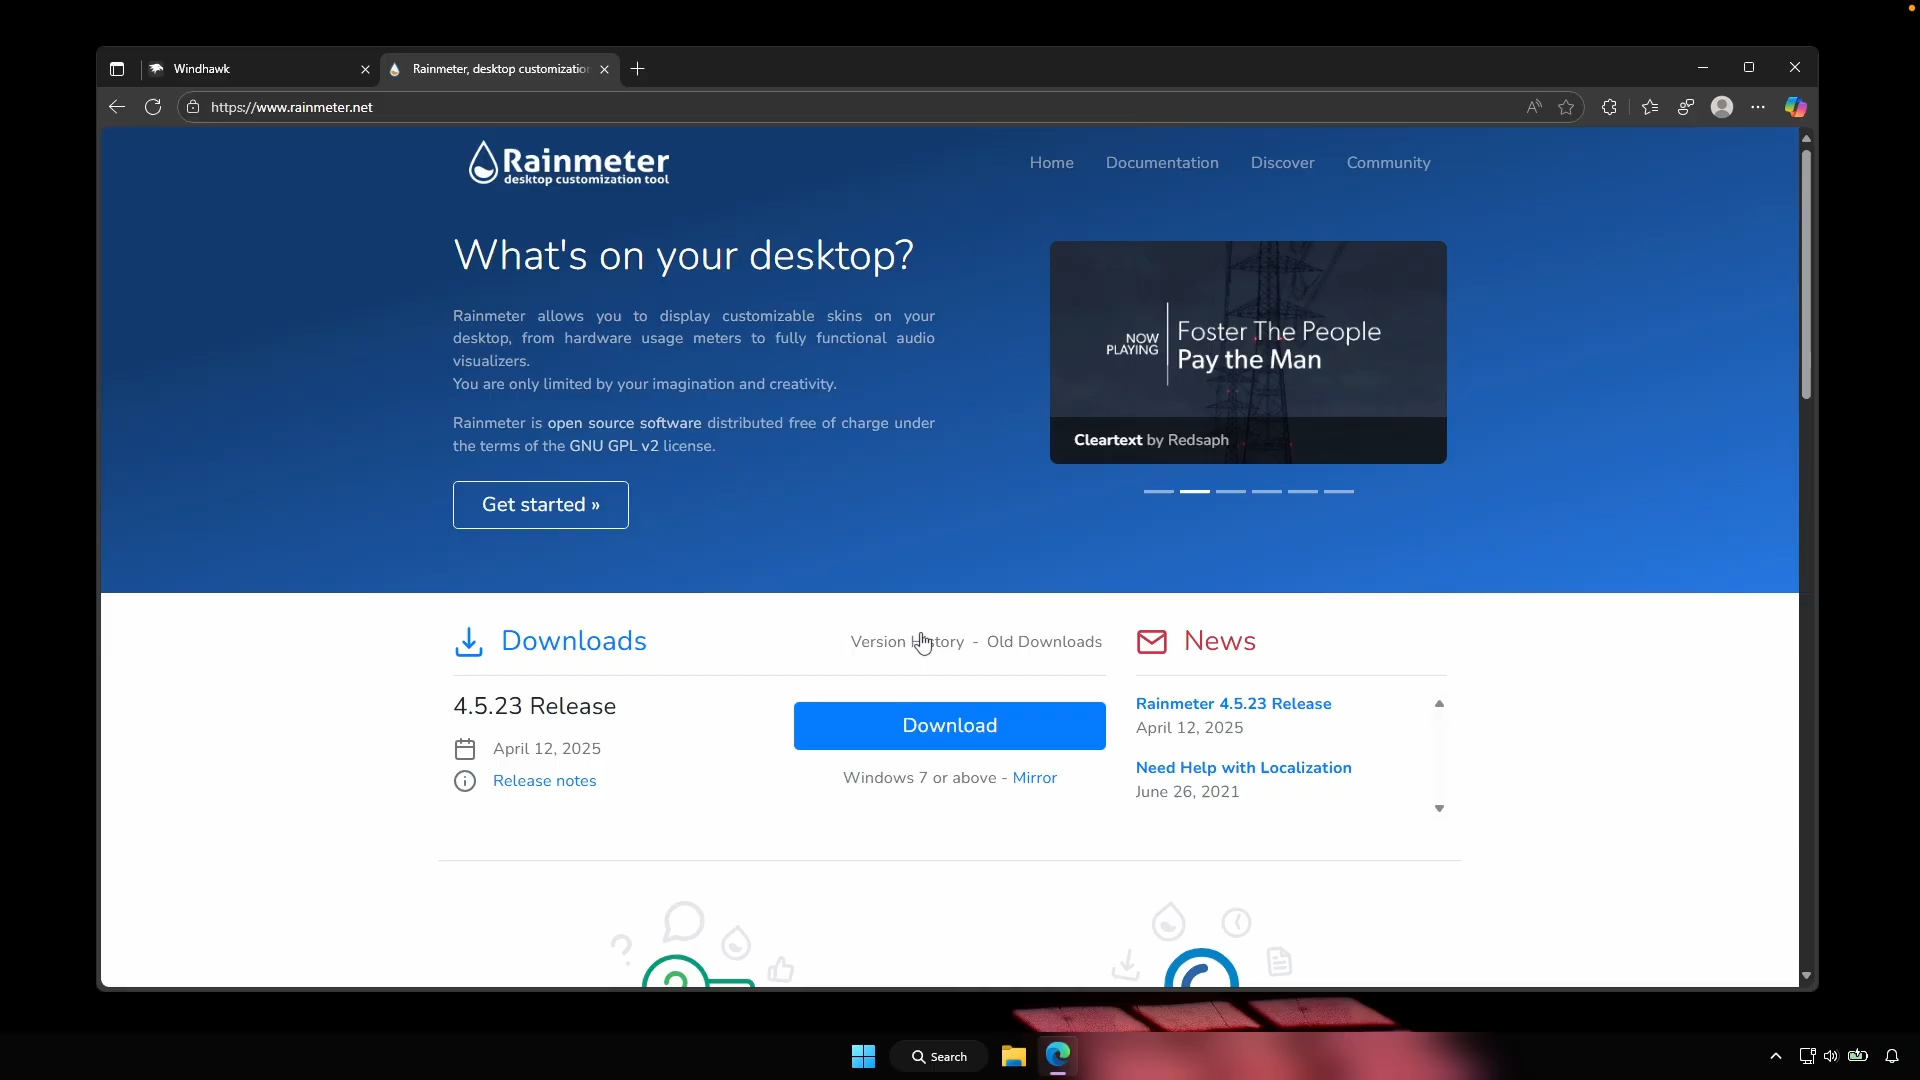 Windhawk
Rainmeter, desktop customizatio
https://www.rainmeter.net
Rainmeter
desktop customization tool
Home
Documentation
Discover
Community
What's on your desktop?
Rainmeter allows you to display customizable skins on your
desktop, from hardware usage meters to fully functional audio
visualizers.
You are only limited by your imagination and creativity.
Rainmeter is open source software distributed free of charge under
the terms of the GNU GPL v2 license.
Get started »
NOW
PLAYING
Foster The People
Pay the Man
Cleartext by Redsaph
Downloads
Version History - Old Downloads
4.5.23 Release
April 12, 2025
Release notes
Download
Windows 7 or above - Mirror
News
Rainmeter 4.5.23 Release
April 12, 2025
Need Help with Localization
June 26, 2021
Search